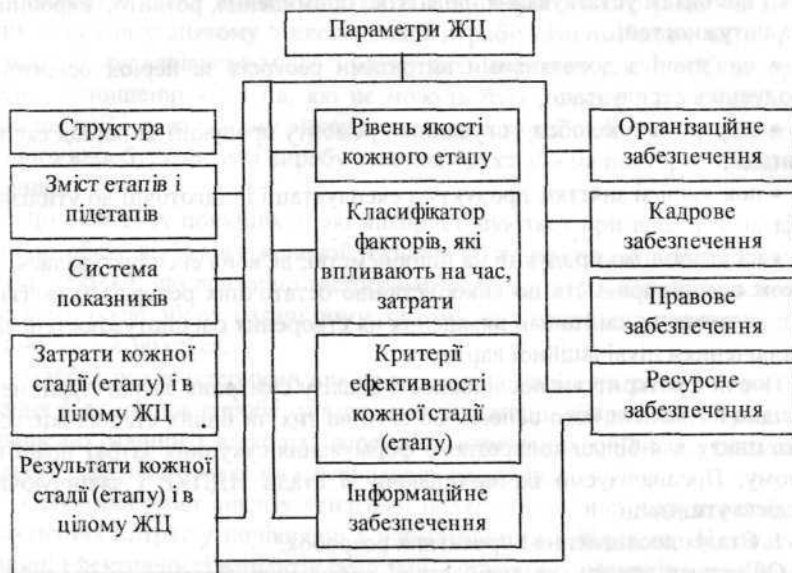 Параметри ЖЦ
Структура
Зміст етапів і
підетапів
Система
показників
Затрати кожної
стадії (етапу) і в
цілому ЖЦ
Результати кожної
стадії (етапу) і в
цілому ЖЦ
Рівень якості
кожного етапу
Класифікатор
факторів, які
впливають на час,
затрати
Критерії
ефективності
кожної стадії
(етапу)
Інформаційне
забезпечення
Організаційне
забезпечення
Кадрове
забезпечення
Правове
забезпечення
Ресурсне
забезпечення